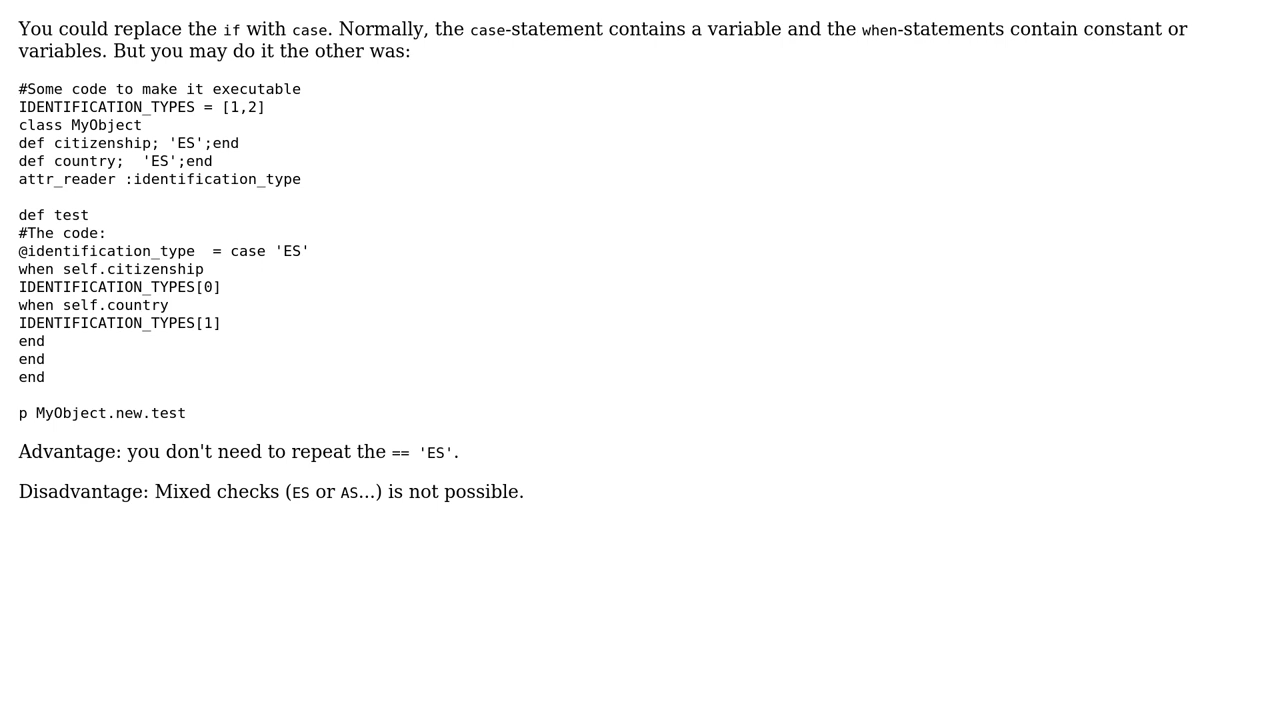 You could replace the if with case. Normally, the case-statement contains a variable and the when-statements contain constant or
variables. But you may do it the other was:
#Some code to make it executable
IDENTIFICATION_TYPES = [1,2]
class MyObject
def citizenship; 'ES';end
def country;  'ES';end
attr_reader :identification_type
def test
#The code:
@identification_type  = case 'ES'
when self.citizenship
IDENTIFICATION_TYPES[0]
when self.country
IDENTIFICATION_TYPES[1]
end
end
end
p MyObject.new.test
Advantage: you don't need to repeat the == 'ES'.
Disadvantage: Mixed checks (ES or AS...) is not possible.